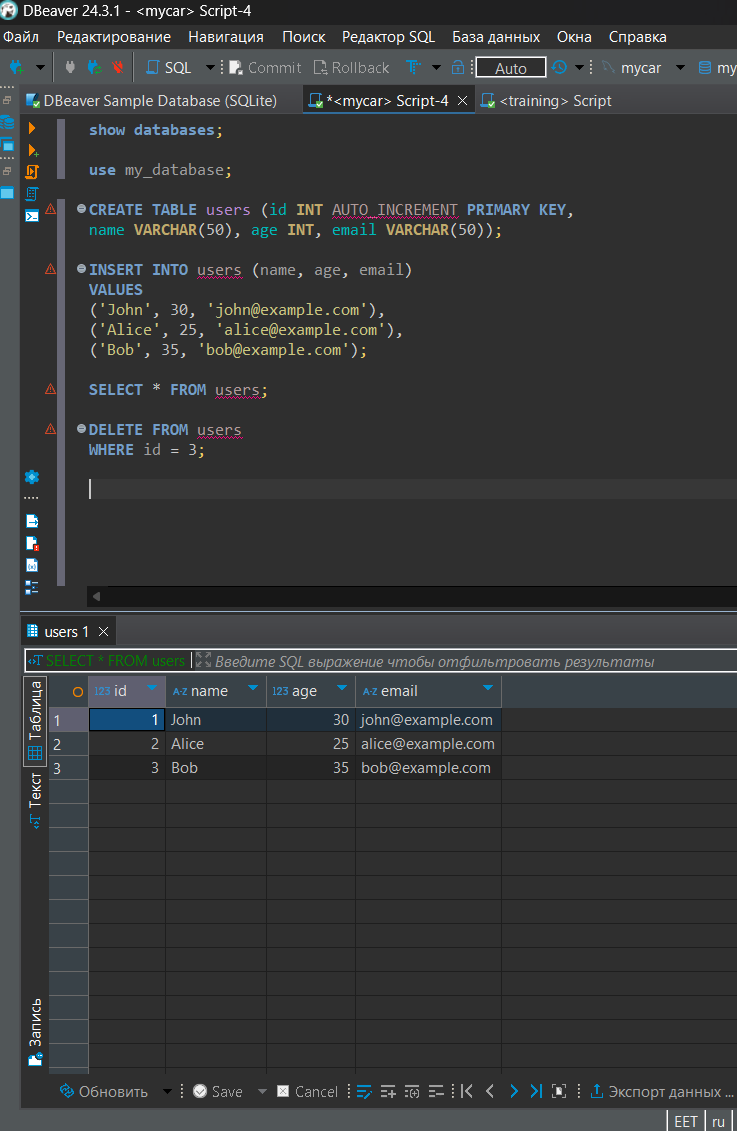 DBeaver 24.3.1 - <mycar> Script-4
Файл Редактирование Навигация Поиск Редактор SQL База данных Окна Справка
SQL Commit Rollback Auto mycar my
DBeaver Sample Database (SQLite) *<mycar> Script-4 <training> Script
show databases;
use my_database;
CREATE TABLE users (id INT AUTO_INCREMENT PRIMARY KEY,
name VARCHAR(50), age INT, email VARCHAR(50));
INSERT INTO users (name, age, email)
VALUES
('John', 30, 'john@example.com'),
('Alice', 25, 'alice@example.com'),
('Bob', 35, 'bob@example.com');
SELECT * FROM users;
DELETE FROM users
WHERE id = 3;
users 1
SELECT * FROM users Введите SQL выражение чтобы отфильтровать результаты
Таблица
Текст
Запись
123 id A-Z name 123 age A-Z email
1 1 John 30 john@example.com
2 2 Alice 25 alice@example.com
3 3 Bob 35 bob@example.com
Обновить Save Cancel Экспорт данных ...
EET ru